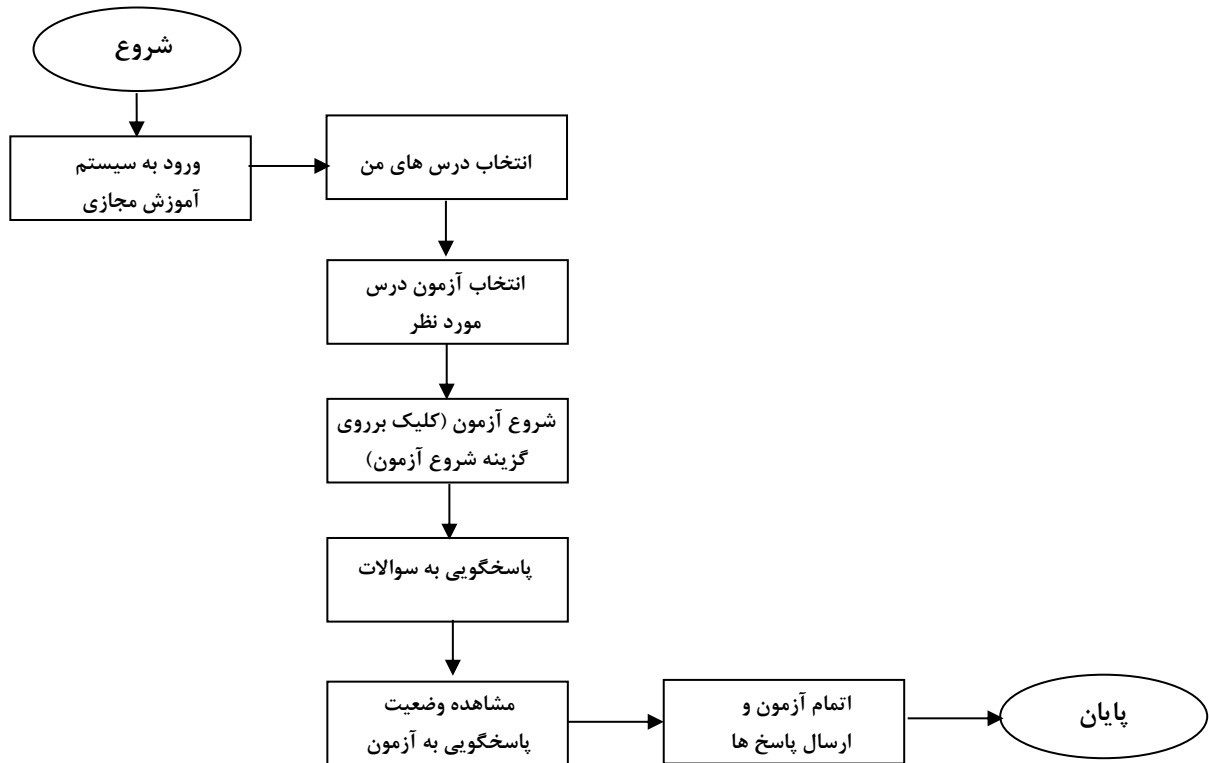 شروع
ورود به سیستم
آموزش مجازی
انتخاب درس های من
انتخاب آزمون درس
مورد نظر
شروع آزمون (کلیک برروی
گزینه شروع آزمون)
پاسخگویی به سوالات
مشاهده وضعیت
پاسخگویی به آزمون
اتمام آزمون و
ارسال پاسخ ها
پایان